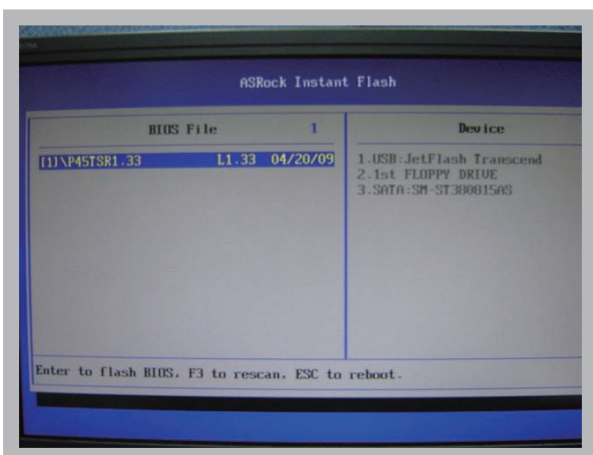 ASRock Instant Flash
BIOS File 1 Device
[1]\P45TSR1.33 L1.33 04/20/09
1.USB:JetFlash Transcend
2.1st FLOPPY DRIVE
3.SATA:SM-ST380815AS
Enter to flash BIOS, F3 to rescan, ESC to reboot.